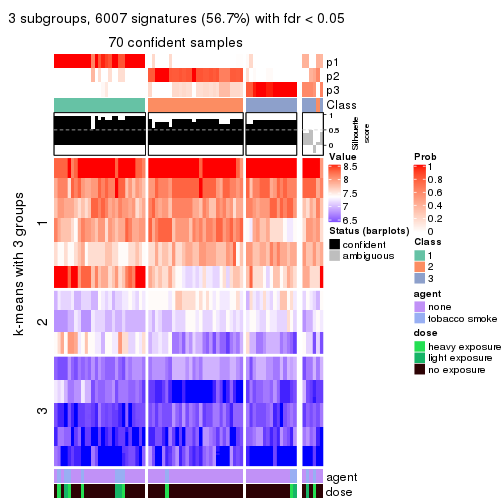 3 subgroups, 6007 signatures (56.7%) with fdr < 0.05
70 confident samples
p1
p2
p3
Class
1
0.5
0
Silhouette
score
k-means with 3 groups
1
2
3
agent
dose
Value
8.5
8
7.5
7
6.5
Status (barplots)
confident
ambiguous
Prob
1
0.8
0.6
0.4
0.2
0
Class
1
2
3
agent
none
tobacco smoke
dose
heavy exposure
light exposure
no exposure